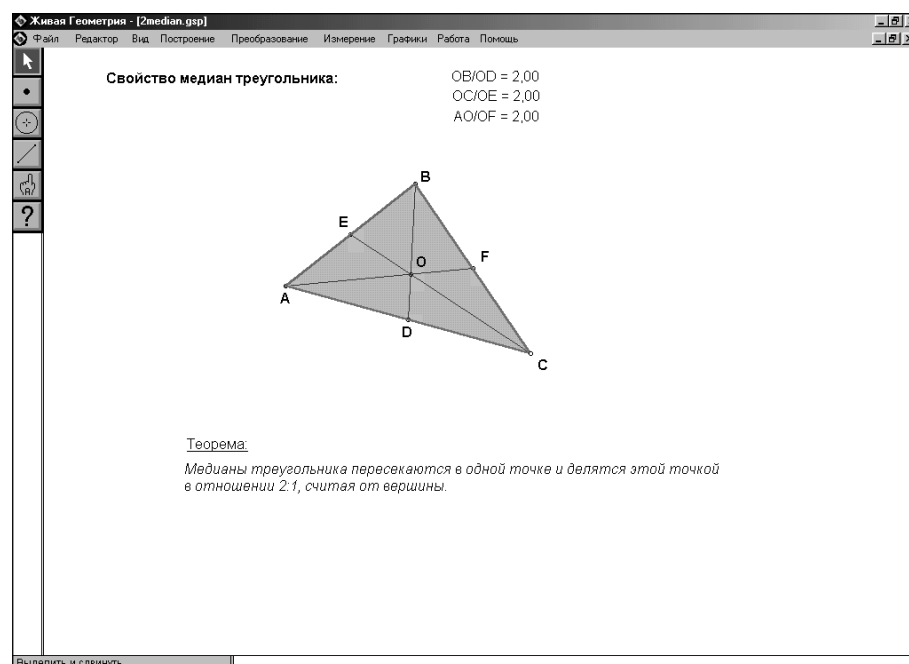 Живая Геометрия - [2median.gsp]
Файл Редактор Вид Построение Преобразование Измерение Графики Работа Помощь
Свойство медиан треугольника:
OB/OD = 2,00
OC/OE = 2,00
AO/OF = 2,00
B
E
O
F
A
D
C
Теорема:
Медианы треугольника пересекаются в одной точке и делятся этой точкой
в отношении 2:1, считая от вершины.
Выделить и сдвинуть